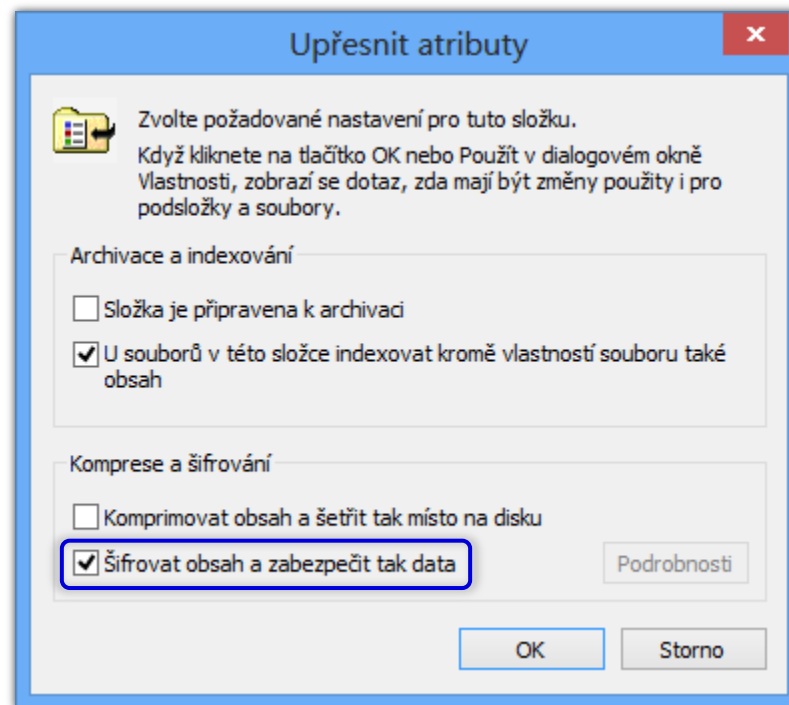 Upřesnit atributy
Zvolte požadované nastavení pro tuto složku.
Když kliknete na tlačítko OK nebo Použít v dialogovém okně
Vlastnosti, zobrazí se dotaz, zda mají být změny použity i pro
podsložky a soubory.
Archivace a indexování
Složka je připravena k archivaci
U souborů v této složce indexovat kromě vlastností souboru také
obsah
Komprese a šifrování
Komprimovat obsah a šetřit tak místo na disku
Šifrovat obsah a zabezpečit tak data
Podrobnosti
OK
Storno